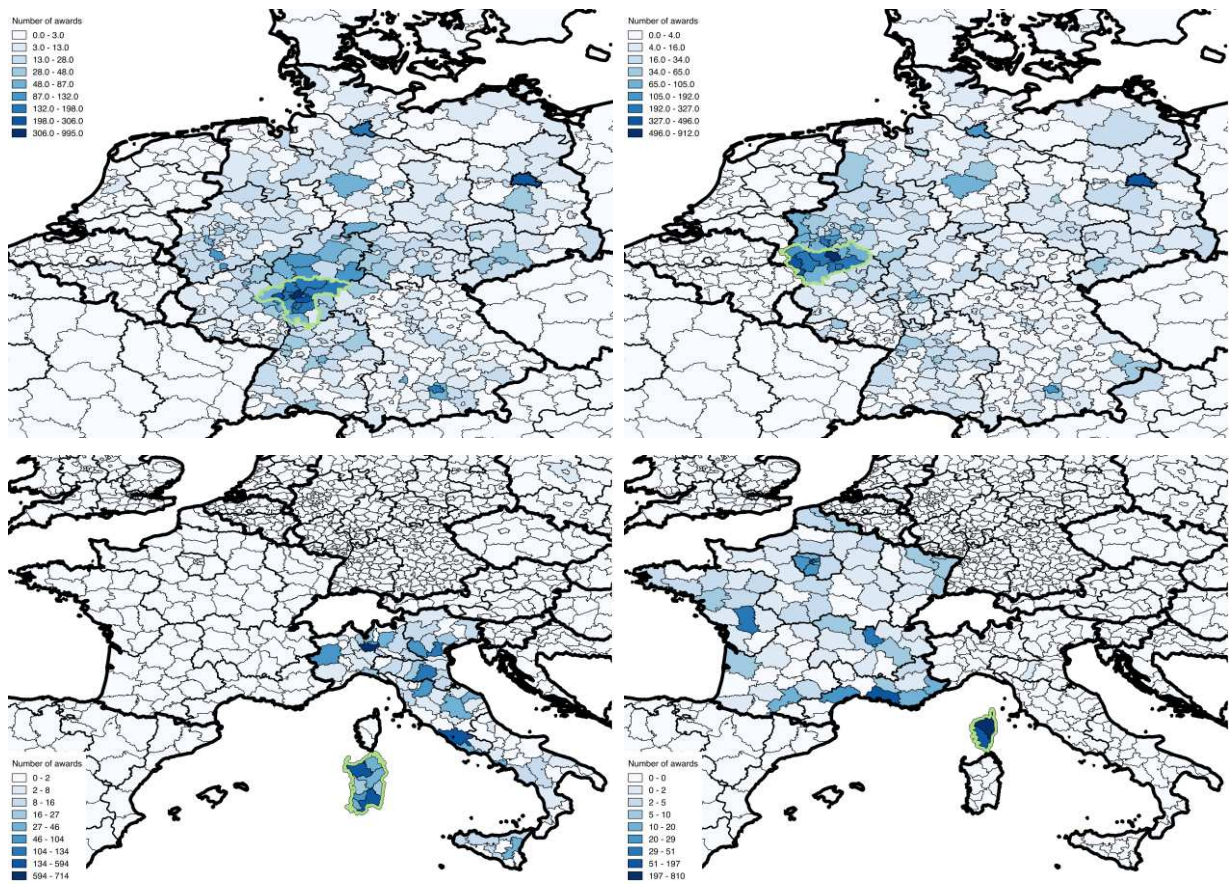 Number of awards
0.0 - 3.0
3.0 - 13.0
13.0 - 28.0
28.0 - 48.0
48.0 - 87.0
87.0 - 132.0
132.0 - 198.0
198.0 - 306.0
306.0 - 995.0
Number of awards
0.0 - 4.0
4.0 - 16.0
16.0 - 34.0
34.0 - 65.0
65.0 - 105.0
105.0 - 192.0
192.0 - 327.0
327.0 - 496.0
496.0 - 912.0
Number of awards
0 - 2
2 - 8
8 - 16
16 - 27
27 - 46
46 - 104
104 - 134
134 - 594
594 - 714
Number of awards
0 - 0
0 - 2
2 - 5
5 - 10
10 - 20
20 - 29
29 - 51
51 - 197
197 - 810